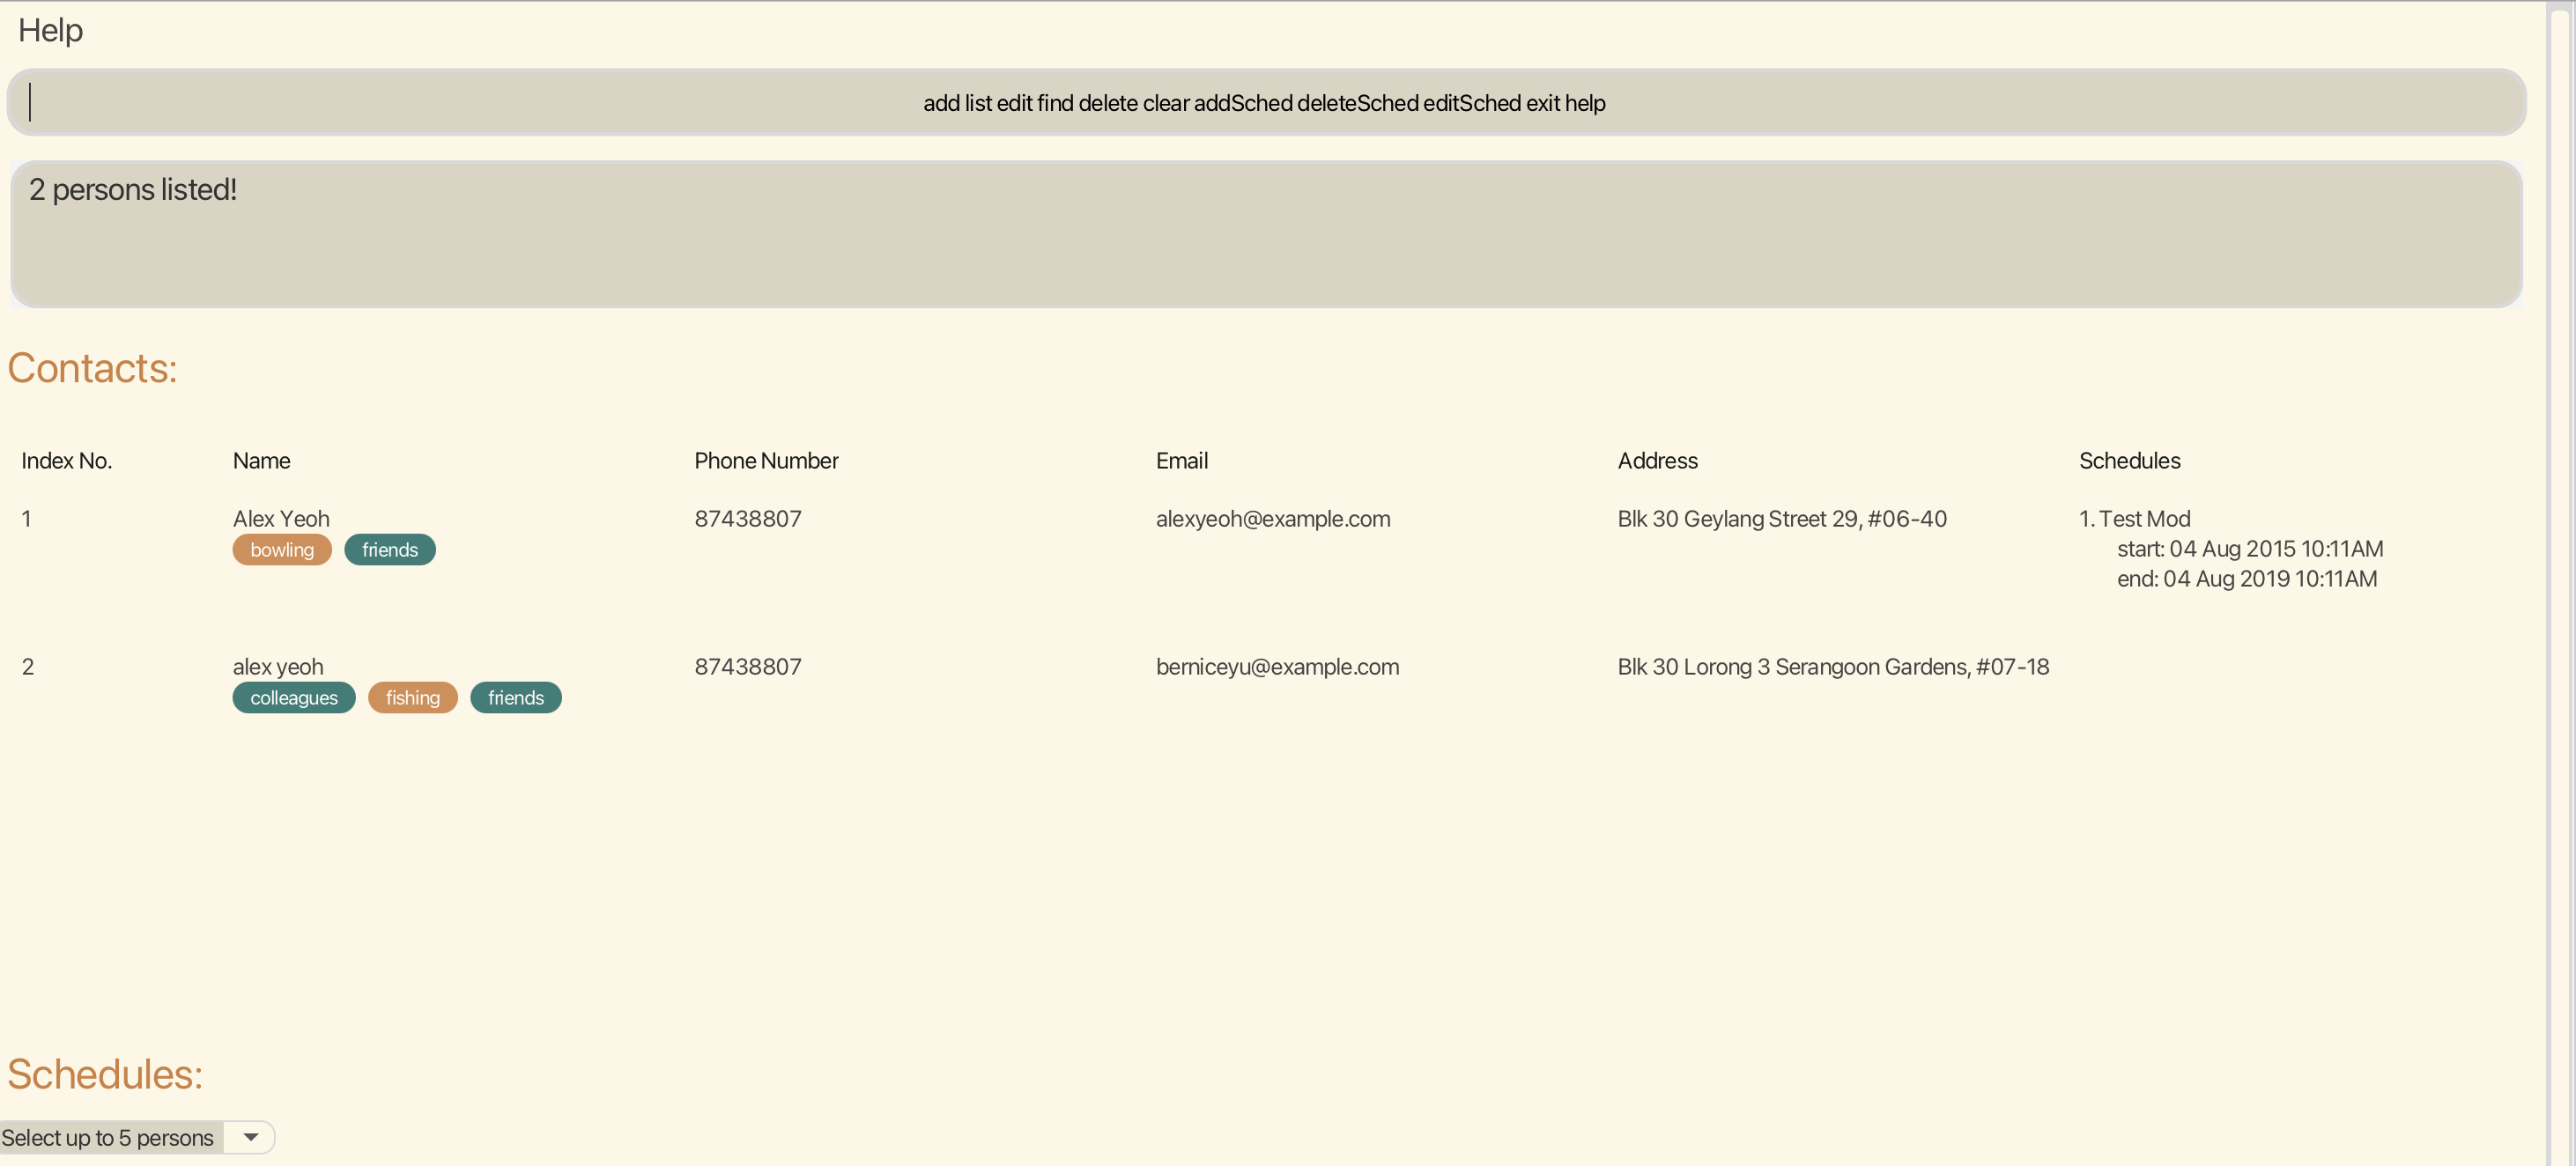 Help
add list edit find delete clear addSched deleteSched editSched exit help
2 persons listed!
Contacts:
Index No. Name Phone Number Email Address Schedules
1 Alex Yeoh 87438807 alexyeoh@example.com Blk 30 Geylang Street 29, #06-40 1. Test Mod
bowling friends start: 04 Aug 2015 10:11AM
end: 04 Aug 2019 10:11AM
2 alex yeoh 87438807 berniceyu@example.com Blk 30 Lorong 3 Serangoon Gardens, #07-18
colleagues fishing friends
Schedules:
Select up to 5 persons